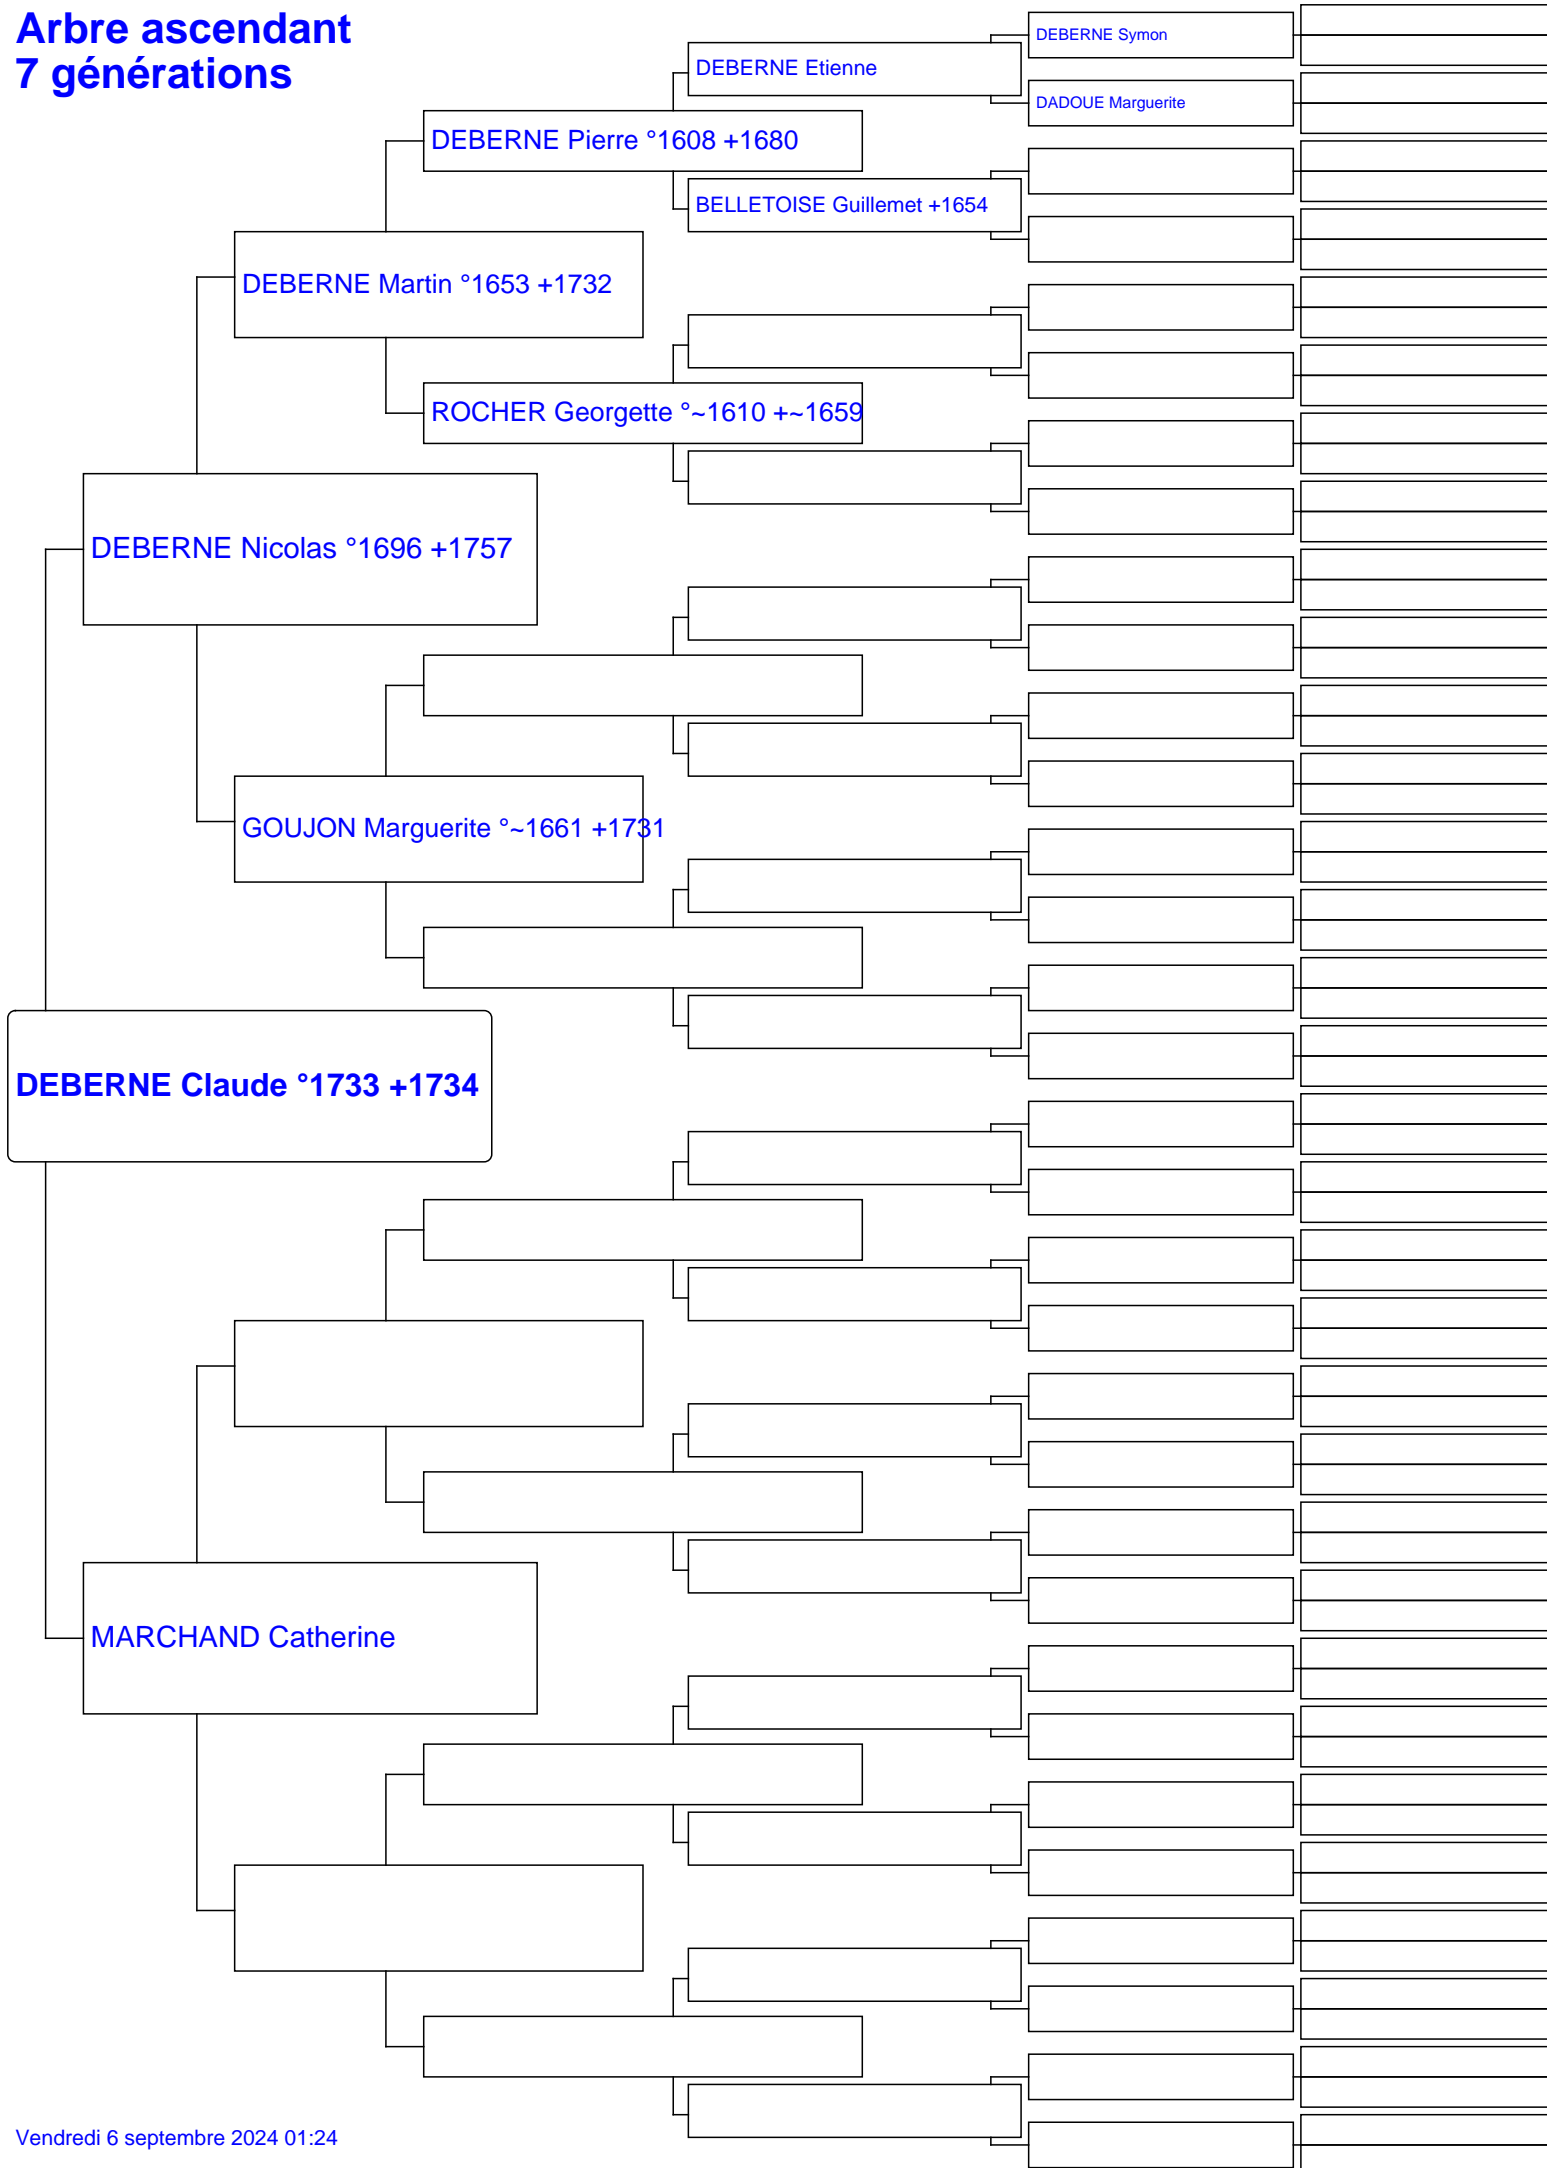 Arbre ascendant
7 générations
DEBERNE Symon
DEBERNE Etienne
DADOUE Marguerite
DEBERNE Pierre °1608 +1680
BELLETOISE Guillemet +1654
DEBERNE Martin °1653 +1732
ROCHER Georgette °~1610 +~1659
DEBERNE Nicolas °1696 +1757
GOUJON Marguerite °~1661 +1731
DEBERNE Claude °1733 +1734
MARCHAND Catherine
Vendredi 6 septembre 2024 01:24